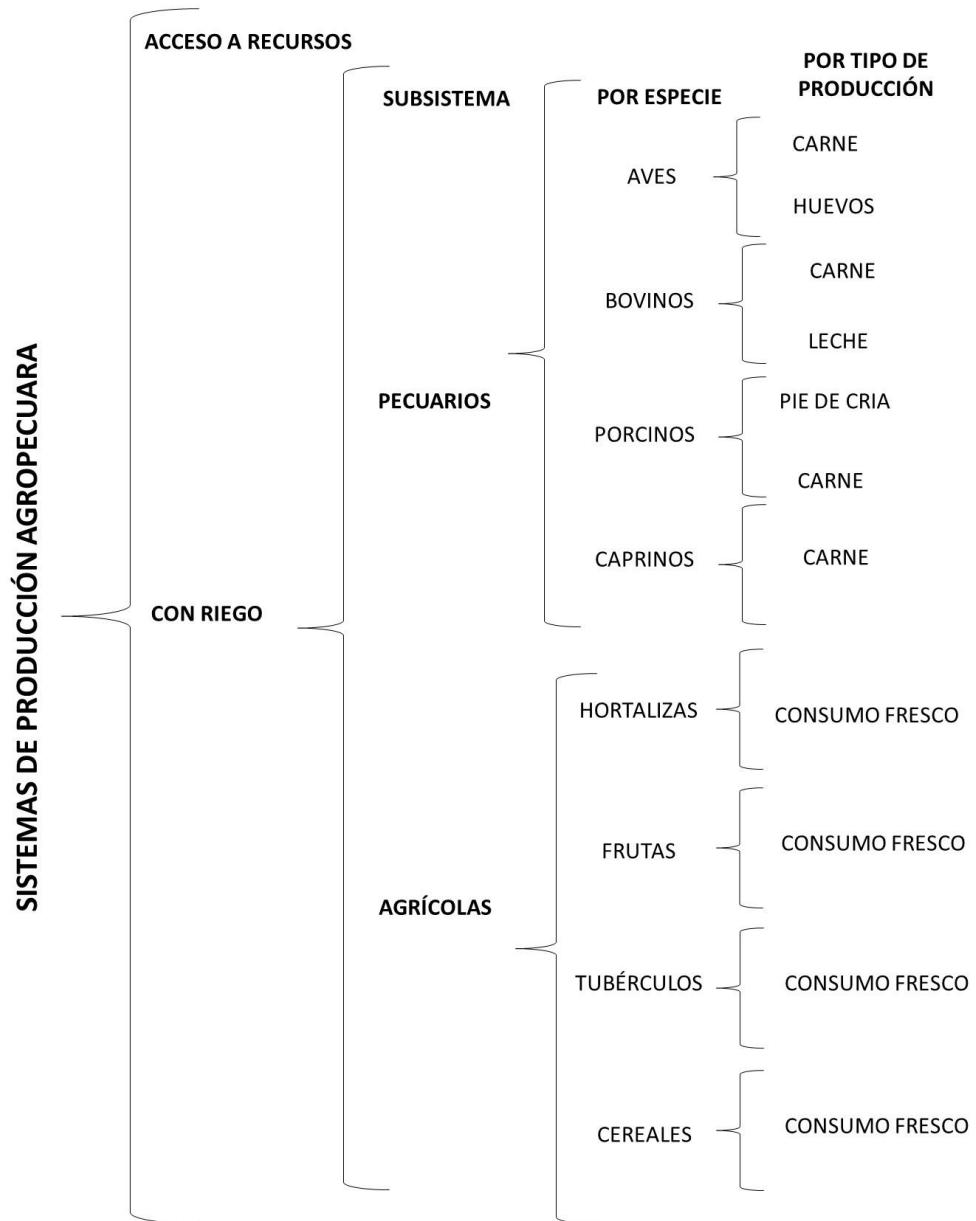 SISTEMAS DE PRODUCCIÓN AGROPECUARA
ACCESO A RECURSOS
CON RIEGO
SUBSISTEMA
PECUARIOS
AGRÍCOLAS
POR ESPECIE
POR TIPO DE
PRODUCCIÓN
AVES
CARNE
HUEVOS
BOVINOS
CARNE
LECHE
PORCINOS
PIE DE CRIA
CARNE
CAPRINOS
CARNE
HORTALIZAS
CONSUMO FRESCO
FRUTAS
CONSUMO FRESCO
TUBÉRCULOS
CONSUMO FRESCO
CEREALES
CONSUMO FRESCO